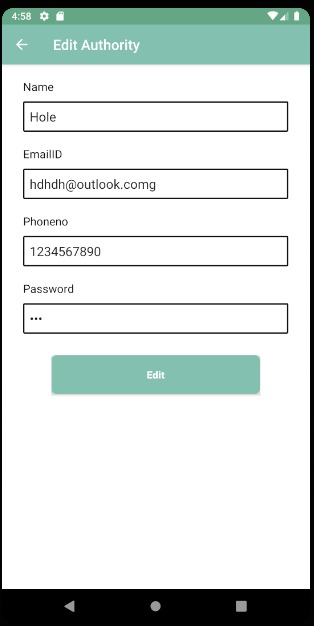 4:58
Edit Authority
Name
Hole
EmailID
hdhdh@outlook.comg
Phoneno
1234567890
Password
•••
Edit